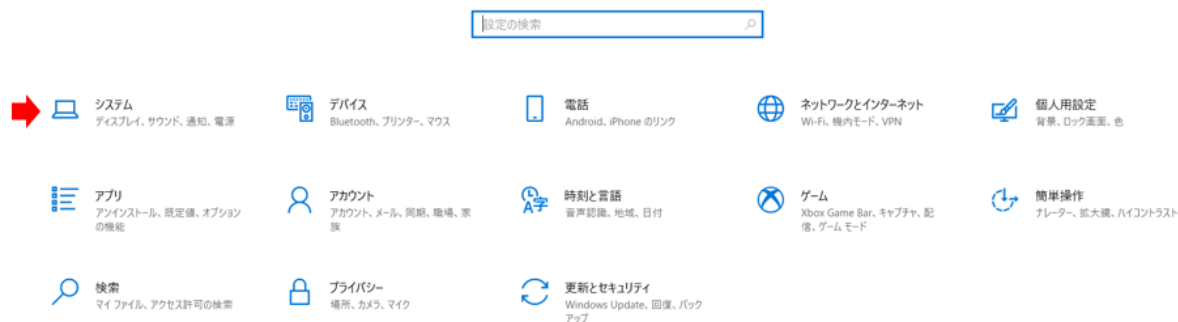 設定の検索
システム
ディスプレイ、サウンド、通知、電源
デバイス
Bluetooth、プリンター、マウス
電話
Android、iPhone のリンク
ネットワークとインターネット
Wi-Fi、機内モード、VPN
個人用設定
背景、ロック画面、色
アプリ
アンインストール、既定値、オプション
の機能
アカウント
アカウント、メール、同期、職場、家
族
時刻と言語
音声認識、地域、日付
ゲーム
Xbox Game Bar、キャプチャ、配
信、ゲーム モード
簡単操作
ナレーター、拡大鏡、ハイコントラスト
検索
マイ ファイル、アクセス許可の検索
プライバシー
場所、カメラ、マイク
更新とセキュリティ
Windows Update、回復、バック
アップ